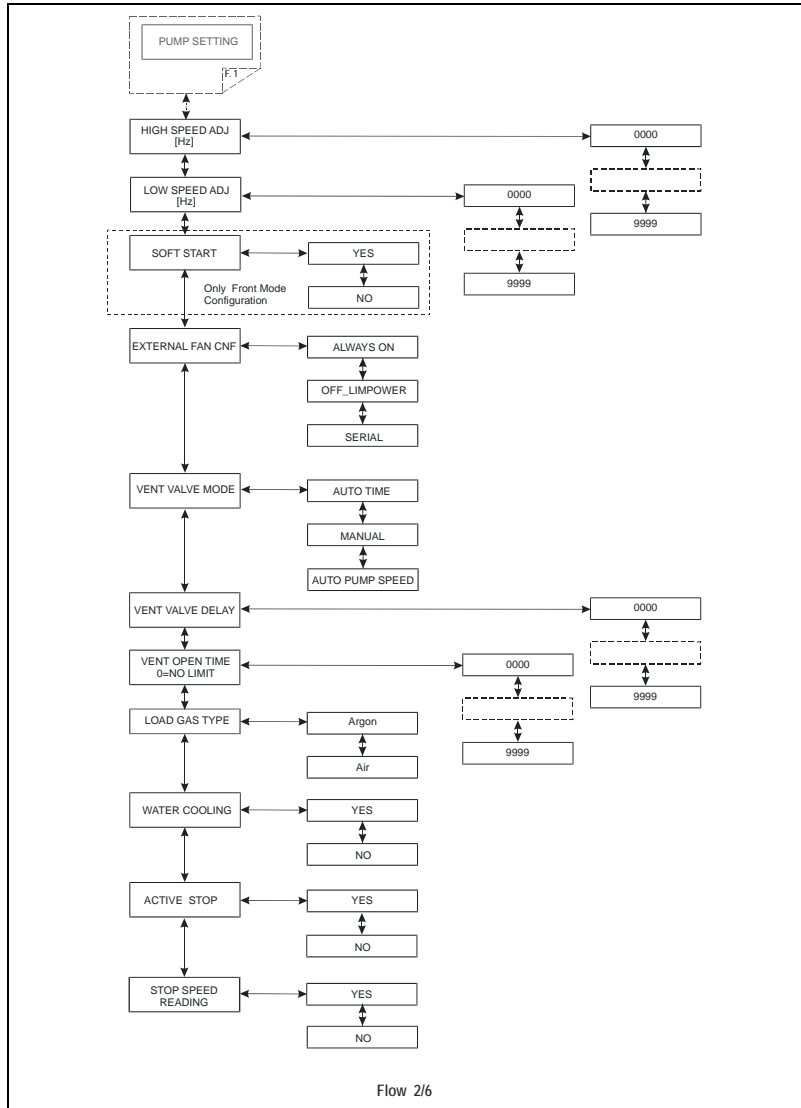 PUMP SETTING
F. 1
HIGH SPEED ADJ
[Hz]
0000
9999
LOW SPEED ADJ
[Hz]
0000
9999
SOFT START
YES
NO
Only Front Mode
Configuration
EXTERNAL FAN CNF
ALWAYS ON
OFF_LIMPOWER
SERIAL
VENT VALVE MODE
AUTO TIME
MANUAL
AUTO PUMP SPEED
VENT VALVE DELAY
0000
9999
VENT OPEN TIME
0=NO LIMIT
0000
9999
LOAD GAS TYPE
Argon
Air
WATER COOLING
YES
NO
ACTIVE STOP
YES
NO
STOP SPEED
READING
YES
NO
Flow 2/6